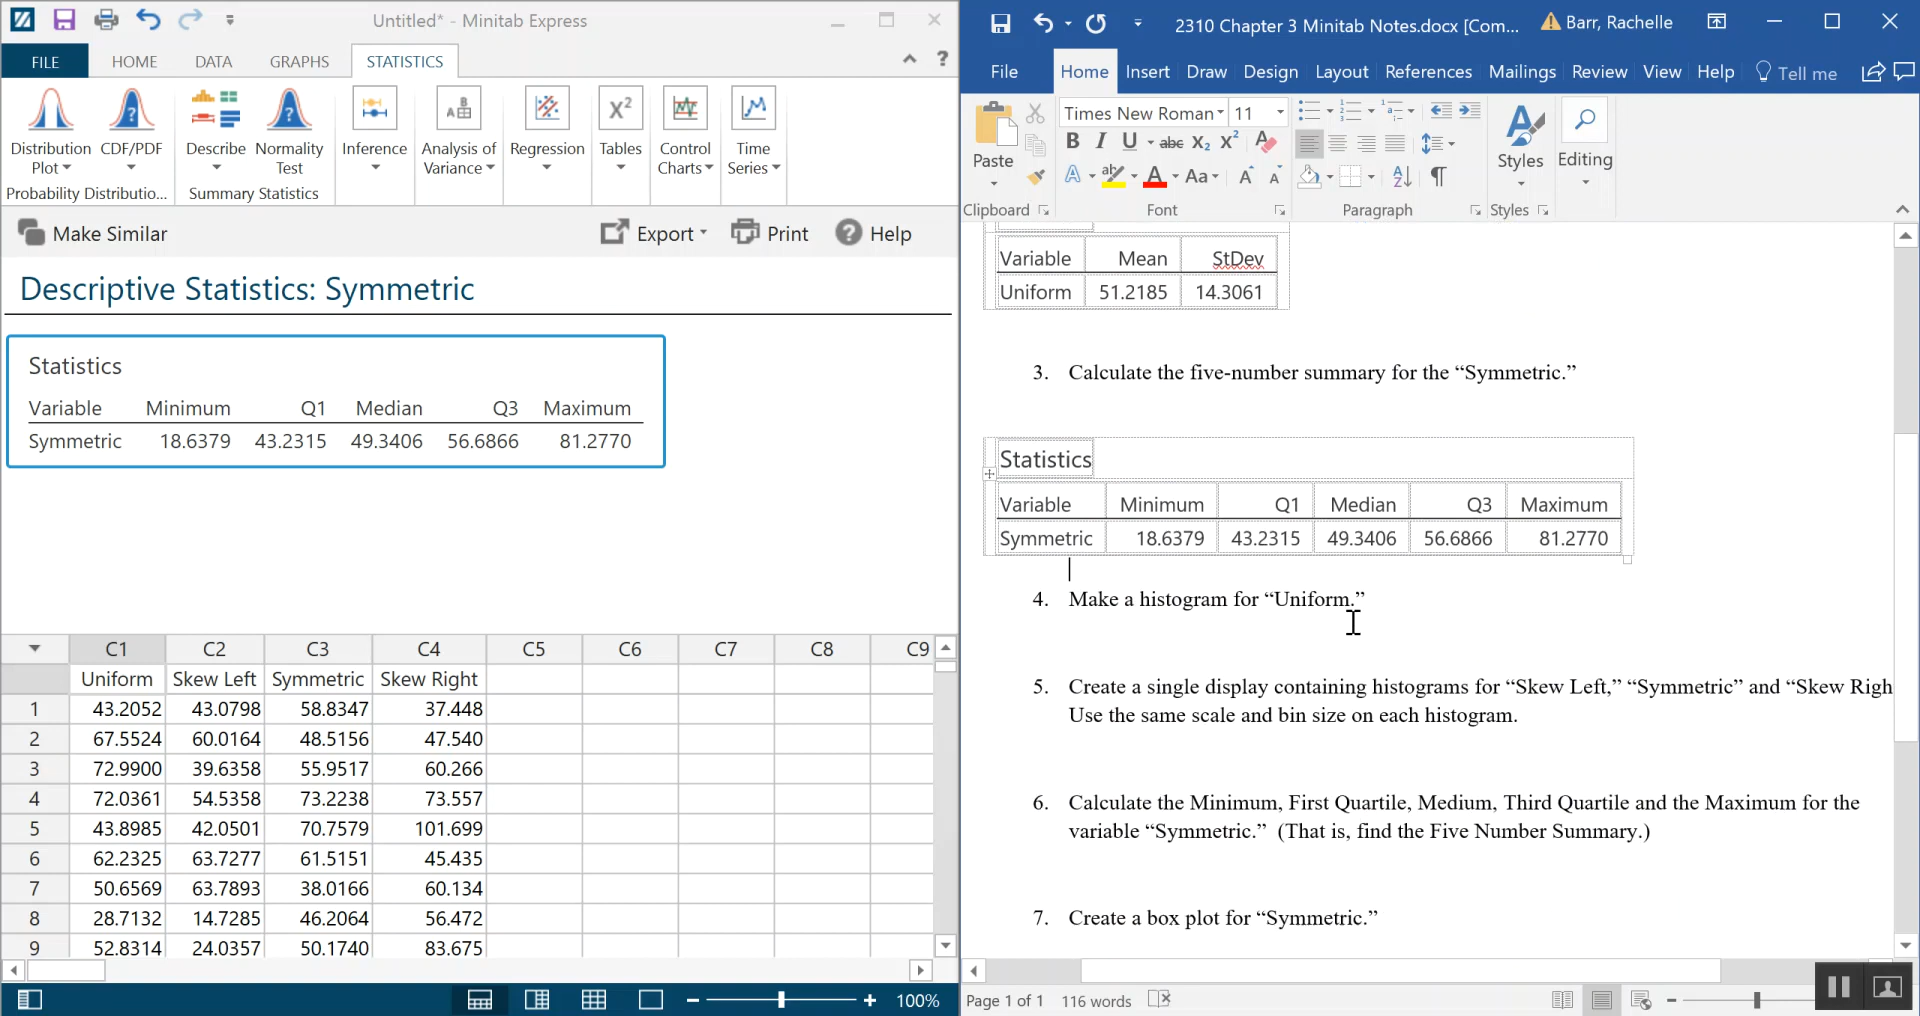 Untitled* - Minitab Express
FILE HOME DATA GRAPHS STATISTICS
?
Distribution Plot
CDF/PDF
Describe
Normality Test
Inference
Analysis of Variance
Regression
X²
Tables
Control Charts
Time Series
Probability Distributio... Summary Statistics
Make Similar Export Print ? Help
Descriptive Statistics: Symmetric
Statistics
Variable Minimum Q1 Median Q3 Maximum
Symmetric 18.6379 43.2315 49.3406 56.6866 81.2770
C1 C2 C3 C4 C5 C6 C7 C8 C9
Uniform Skew Left Symmetric Skew Right
1 43.2052 43.0798 58.8347 37.448
2 67.5524 60.0164 48.5156 47.540
3 72.9900 39.6358 55.9517 60.266
4 72.0361 54.5358 73.2238 73.557
5 43.8985 42.0501 70.7579 101.699
6 62.2325 63.7277 61.5151 45.435
7 50.6569 63.7893 38.0166 60.134
8 28.7132 14.7285 46.2064 56.472
9 52.8314 24.0357 50.1740 83.675
100%
2310 Chapter 3 Minitab Notes.docx [Com... Barr, Rachelle
File Home Insert Draw Design Layout References Mailings Review View Help Tell me
Paste
Times New Roman 11
B I U abc X₂ X²
A ab A Aa A A
Styles
Editing
Clipboard Font Paragraph Styles
Variable Mean StDev
Uniform 51.2185 14.3061
3. Calculate the five-number summary for the “Symmetric.”
Statistics
Variable Minimum Q1 Median Q3 Maximum
Symmetric 18.6379 43.2315 49.3406 56.6866 81.2770
4. Make a histogram for “Uniform.”
5. Create a single display containing histograms for “Skew Left,” “Symmetric” and “Skew Righ
Use the same scale and bin size on each histogram.
6. Calculate the Minimum, First Quartile, Medium, Third Quartile and the Maximum for the
variable “Symmetric.” (That is, find the Five Number Summary.)
7. Create a box plot for “Symmetric.”
Page 1 of 1 116 words